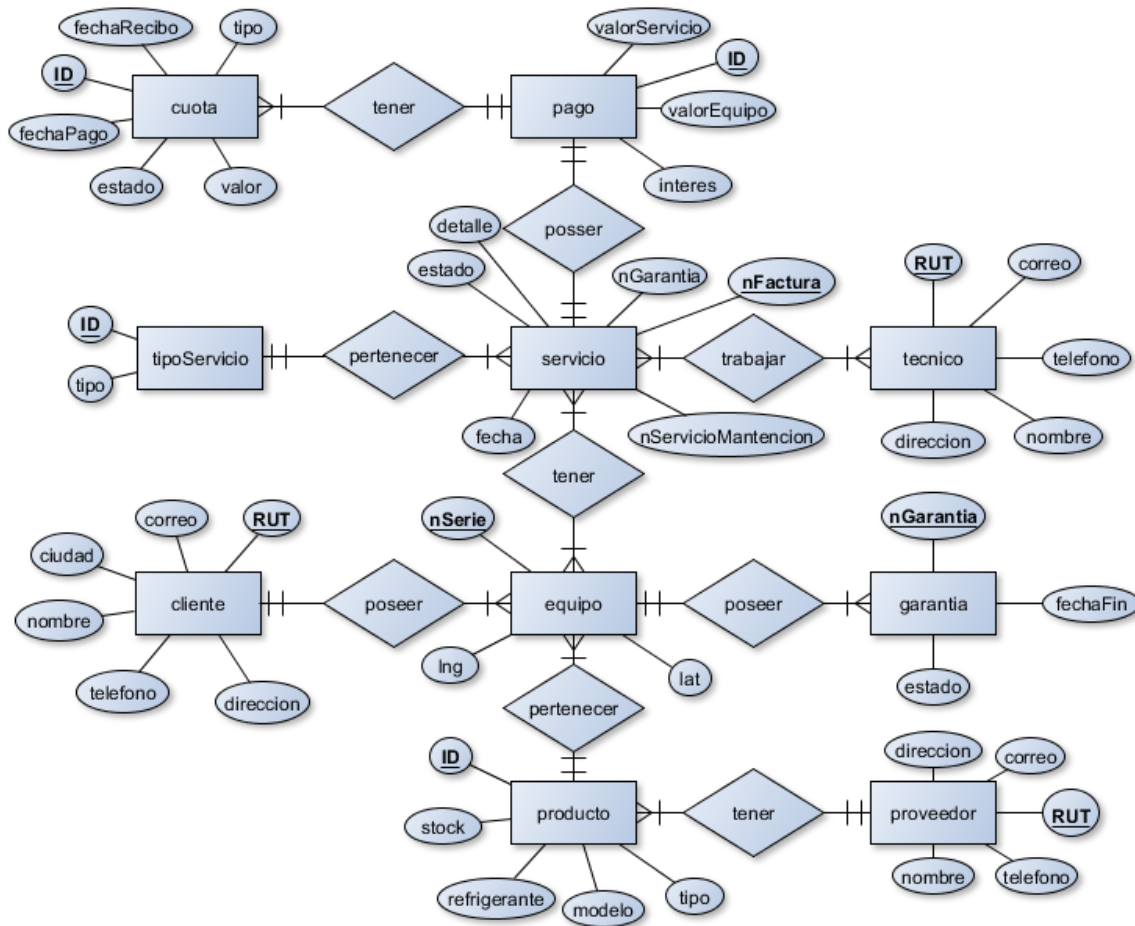 fechaRecibo
tipo
valorServicio
ID
ID
cuota
tener
pago
valorEquipo
fechaPago
estado
valor
interes
detalle
posser
estado
nGarantia
nFactura
RUT
correo
ID
tipoServicio
pertenecer
servicio
trabajar
tecnico
telefono
tipo
fecha
nServicioMantencion
direccion
nombre
tener
correo
RUT
nSerie
nGarantia
ciudad
cliente
poseer
equipo
poseer
garantia
fechaFin
nombre
lng
lat
telefono
direccion
estado
pertenecer
ID
direccion
correo
stock
producto
tener
proveedor
RUT
refrigerante
modelo
tipo
nombre
telefono